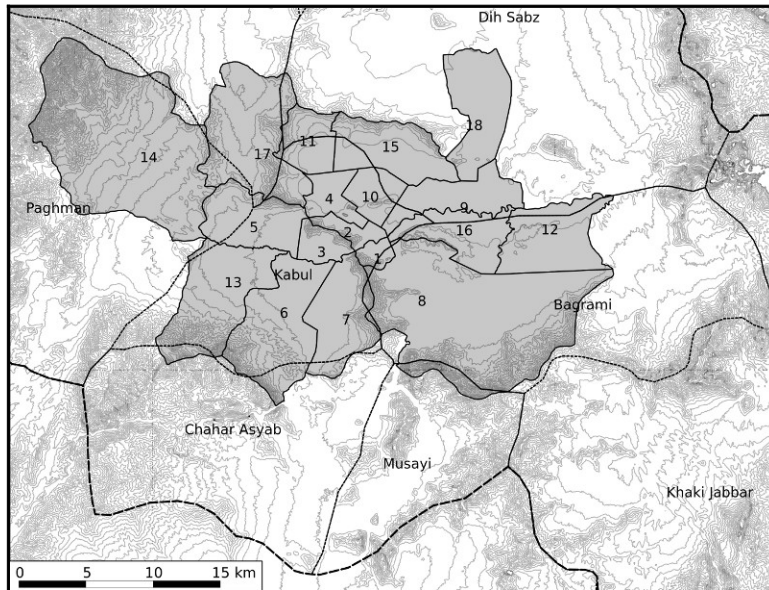 Dih Sabz
18
11
15
14
17
4
10
Paghman
9
5
2
16
12
3
1
Kabul
13
8
Bagrami
6
7
Chahar Asyab
Musayi
Khaki Jabbar
0 5 10 15 km